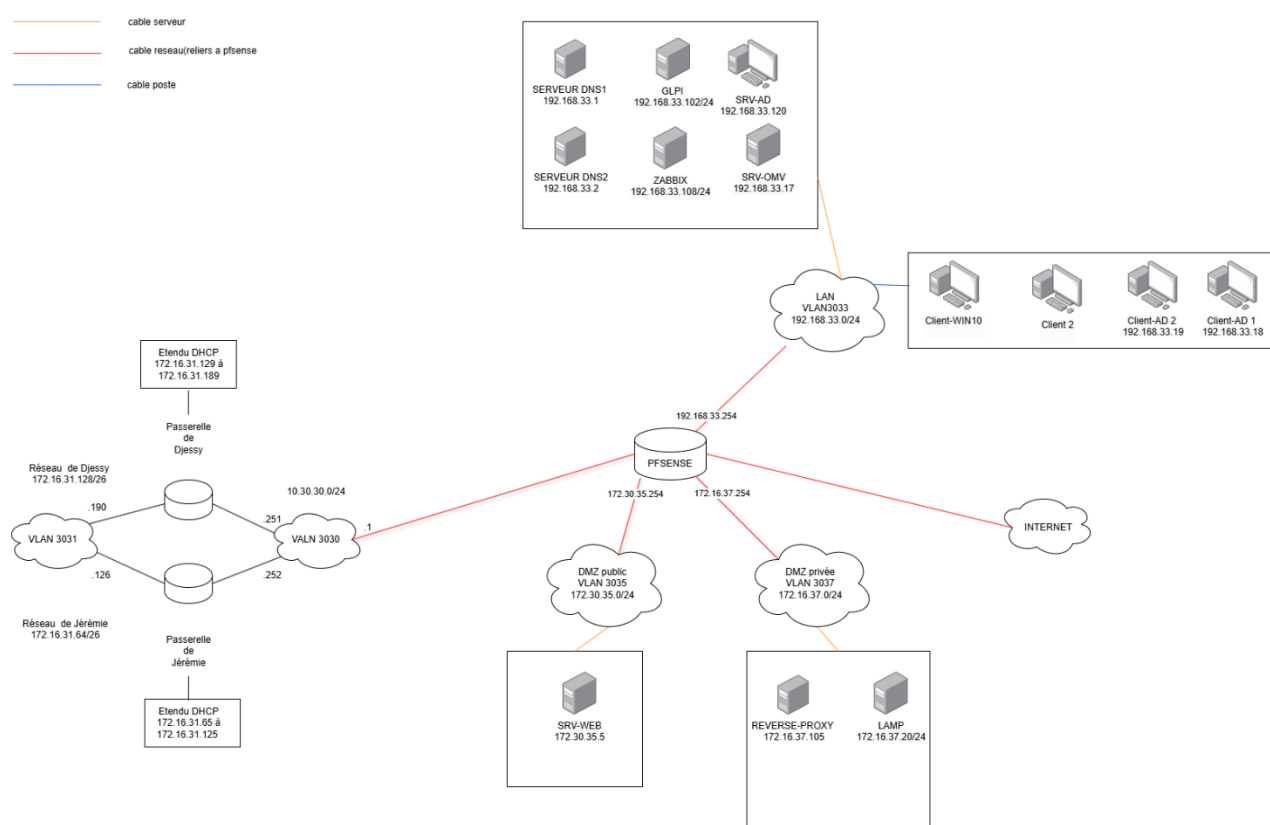 cable serveur
cable reseau(reliers a pfsense
cable poste
SERVEUR DNS1
192.168.33.1
GLPI
192.168.33.102/24
SRV-AD
192.168.33.120
SERVEUR DNS2
192.168.33.2
ZABBIX
192.168.33.108/24
SRV-OMV
192.168.33.17
LAN
VLAN3033
192.168.33.0/24
Client-WIN10
Client 2
Client-AD 2
192.168.33.19
Client-AD 1
192.168.33.18
Etendu DHCP
172.16.31.129 à
172.16.31.189
Passerelle
de
Djessy
192.168.33.254
PFSENSE
Réseau de Djessy
172.16.31.128/26
10.30.30.0/24
172.30.35.254
172.16.37.254
.190
.251
.1
VLAN 3031
VALN 3030
INTERNET
.126
.252
DMZ public
VLAN 3035
172.30.35.0/24
DMZ privée
VLAN 3037
172.16.37.0/24
Réseau de Jérémie
172.16.31.64/26
Passerelle
de
Jérémie
Etendu DHCP
172.16.31.65 à
172.16.31.125
SRV-WEB
172.30.35.5
REVERSE-PROXY
172.16.37.105
LAMP
172.16.37.20/24